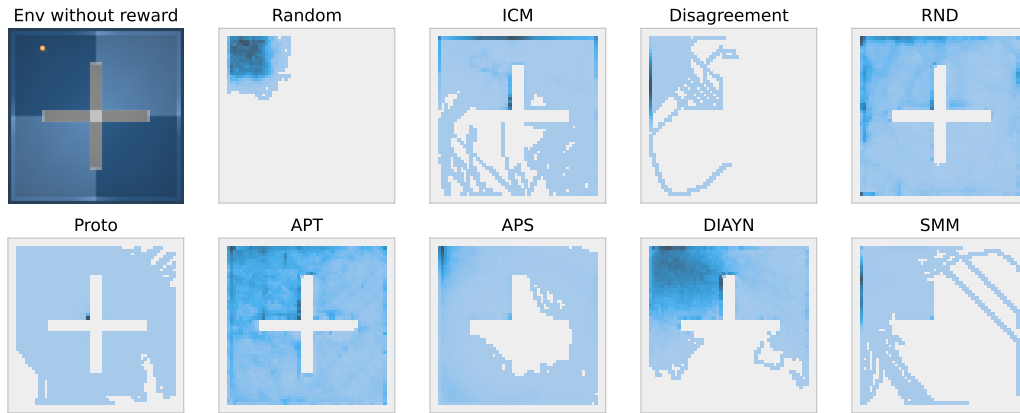 Env without reward
Random
ICM
Disagreement
RND
Proto
APT
APS
DIAYN
SMM